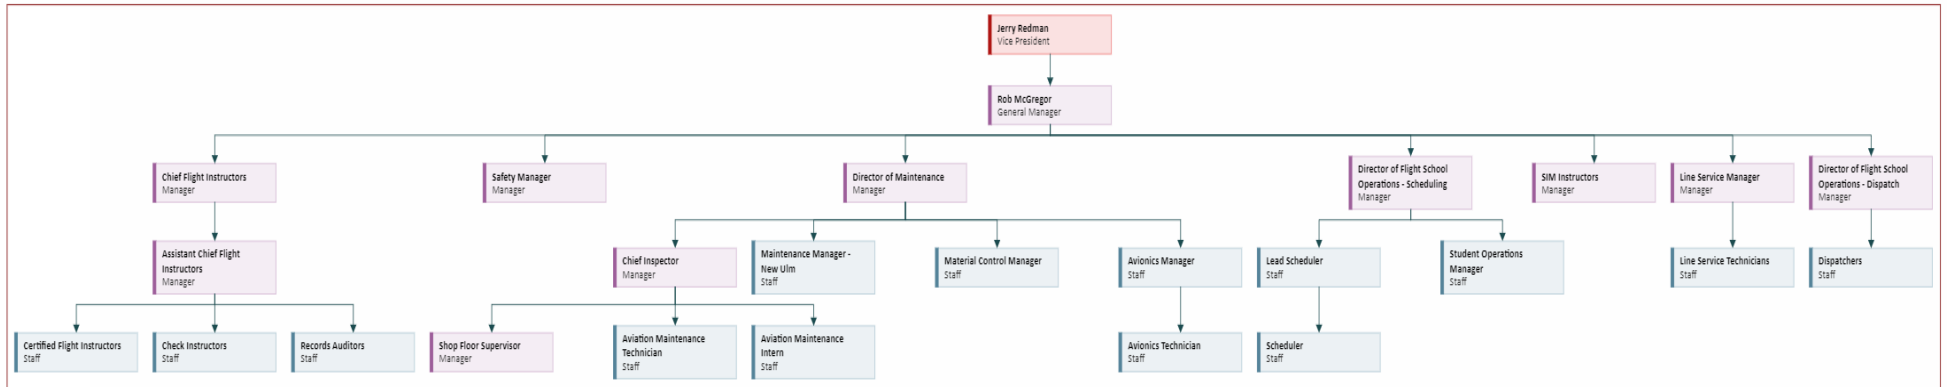 Jerry Redman
Vice President
Rob McGregor
General Manager
Chief Flight Instructors
Manager
Safety Manager
Manager
Director of Maintenance
Manager
Director of Flight School
Operations - Scheduling
Manager
SIM Instructors
Manager
Line Service Manager
Manager
Director of Flight School
Operations - Dispatch
Manager
Assistant Chief Flight
Instructors
Manager
Chief Inspector
Manager
Maintenance Manager -
New Ulm
Staff
Material Control Manager
Staff
Avionics Manager
Staff
Lead Scheduler
Staff
Student Operations
Manager
Staff
Line Service Technicians
Staff
Dispatchers
Staff
Certified Flight Instructors
Staff
Check Instructors
Staff
Records Auditors
Staff
Shop Floor Supervisor
Manager
Aviation Maintenance
Technician
Staff
Aviation Maintenance
Intern
Staff
Avionics Technician
Staff
Scheduler
Staff